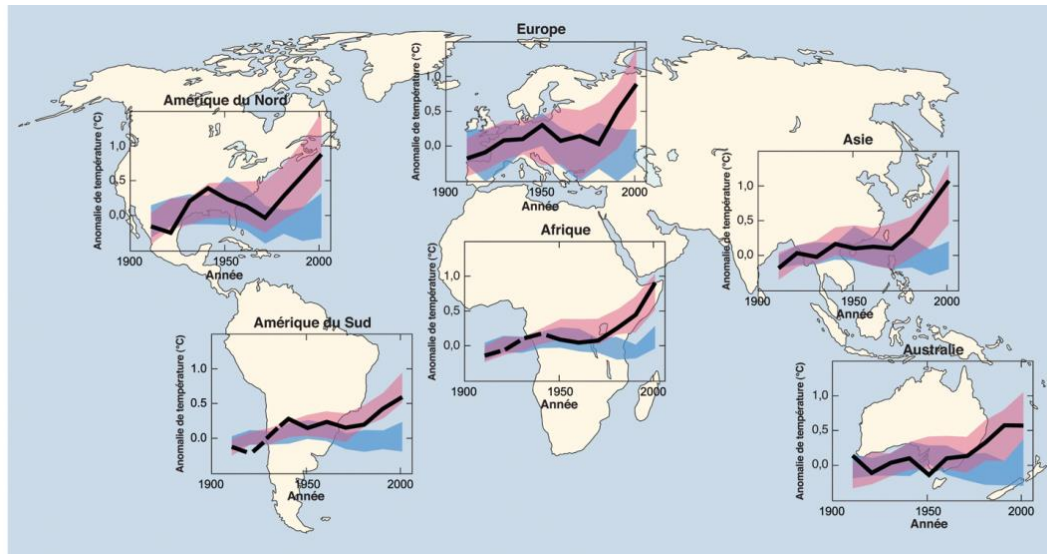 Europe
Anomalie de température (°C)
1,0
0,5
0,0
1900
1950
2000
Année
Amérique du Nord
Anomalie de température (°C)
1,0
0,5
0,0
1900
1950
2000
Année
Asie
Anomalie de température (°C)
1,0
0.5
0.0
1900
1950
2000
Année
Afrique
Anomalie de température (°C)
1,0
0,5
0,0
1900
1950
2000
Année
Amérique du Sud
Anomalie de température (°C)
1.0
0.5
0.0
1900
1950
2000
Année
Australie
Anomalie de température (°C)
1.0
0,5
0,0
1900
1950
2000
Année